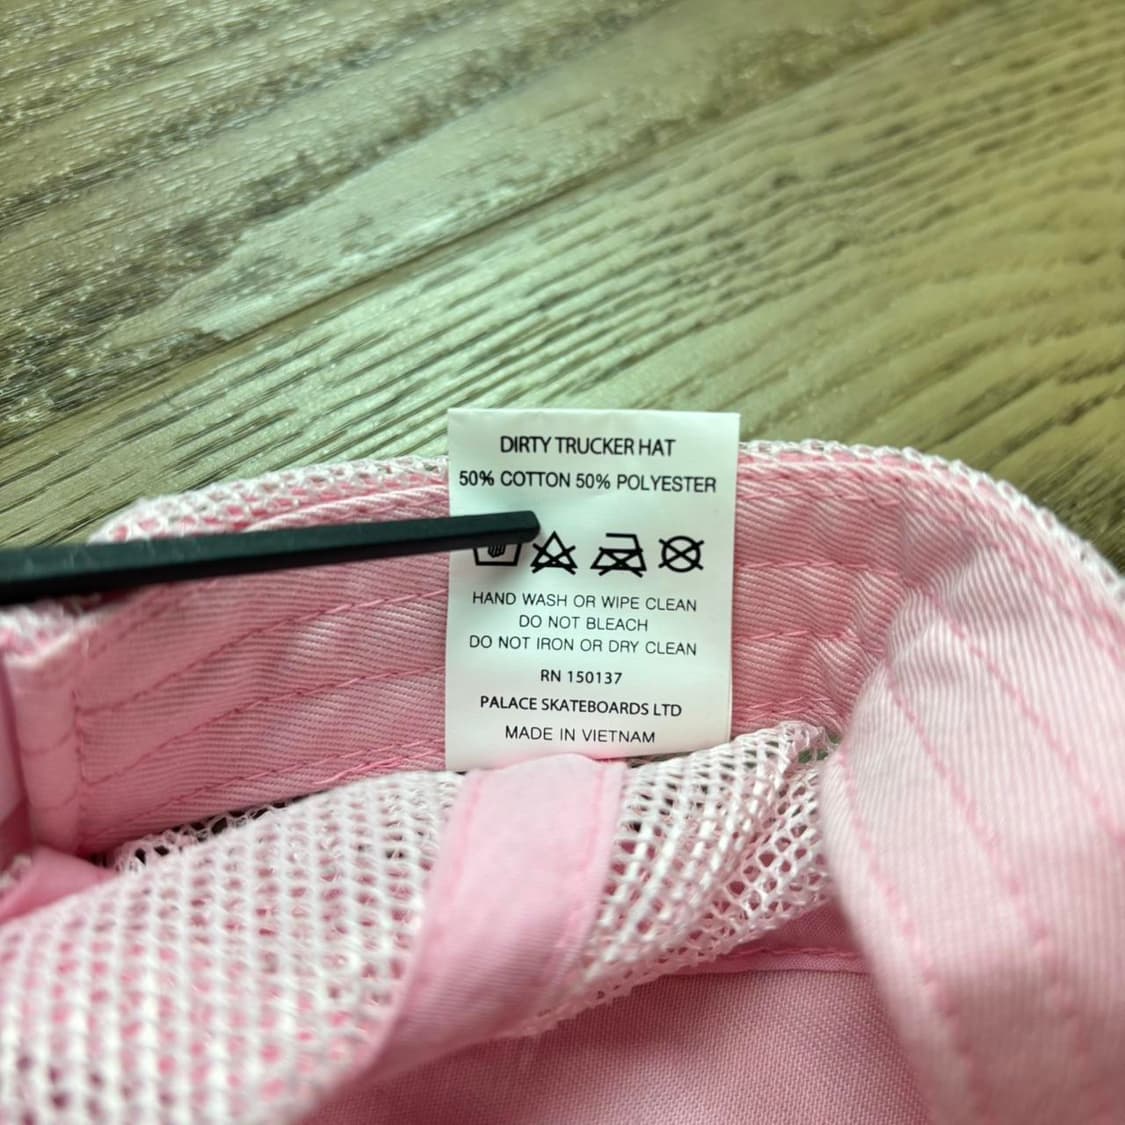 DIRTY TRUCKER HAT
50% COTTON 50% POLYESTER
HAND WASH OR WIPE CLEAN
DO NOT BLEACH
DO NOT IRON OR DRY CLEAN
RN 150137
PALACE SKATEBOARDS LTD
MADE IN VIETNAM